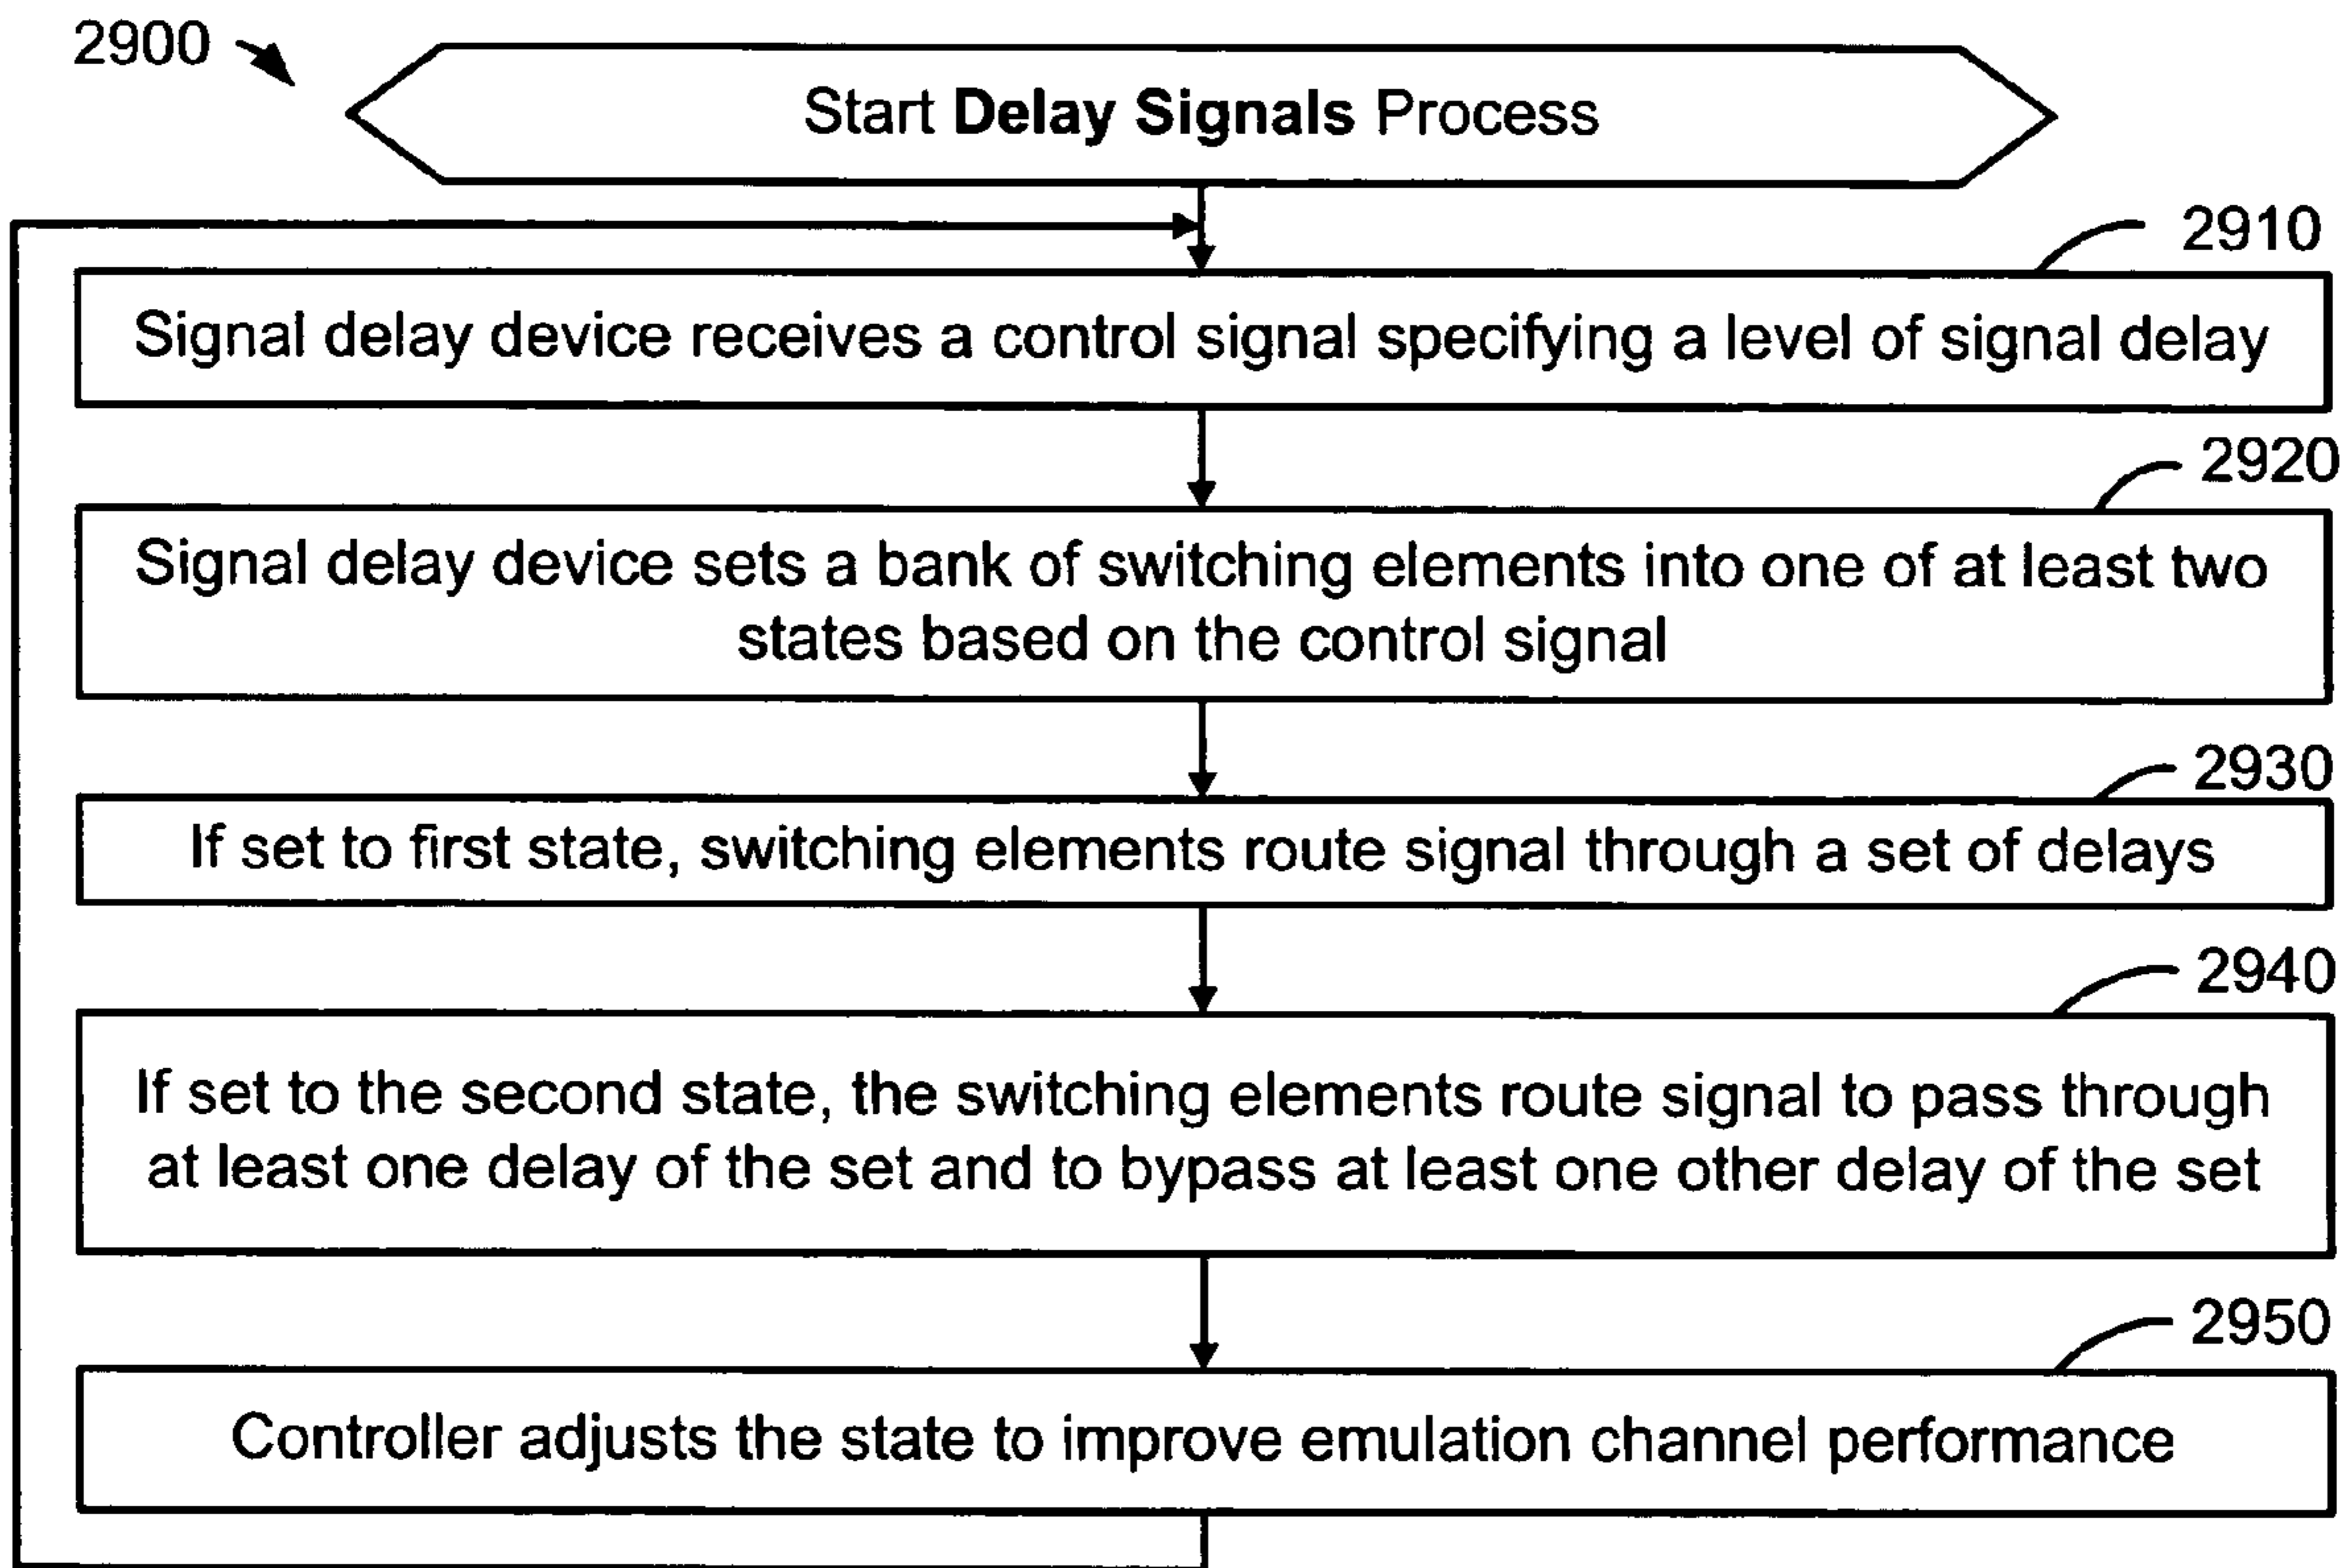 2900
Start Delay Signals Process
2910
Signal delay device receives a control signal specifying a level of signal delay
2920
Signal delay device sets a bank of switching elements into one of at least two
states based on the control signal
2930
If set to first state, switching elements route signal through a set of delays
2940
If set to the second state, the switching elements route signal to pass through
at least one delay of the set and to bypass at least one other delay of the set
2950
Controller adjusts the state to improve emulation channel performance